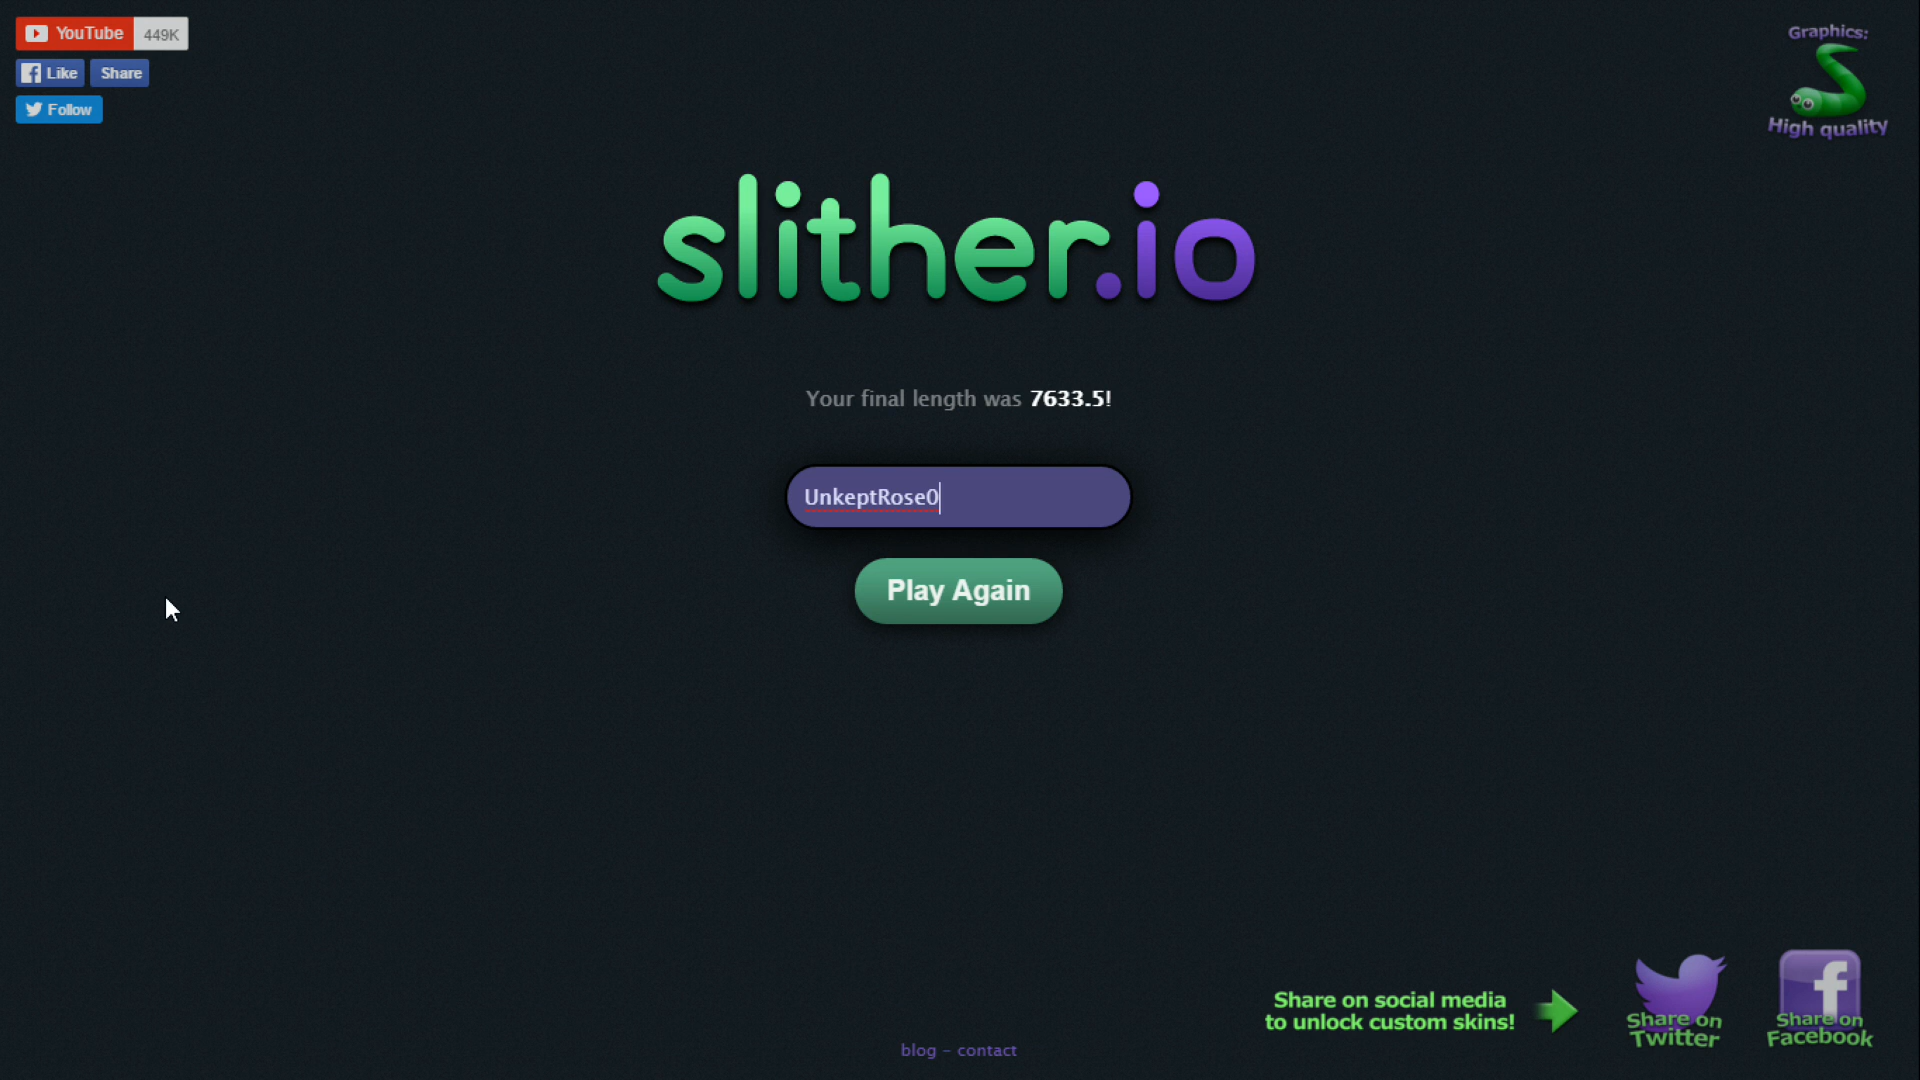 YouTube 449K
Like Share
Follow
Graphics:
High quality
slither.io
Your final length was 7633.5!
UnkeptRose0
Play Again
Share on social media
to unlock custom skins!
Share on
Twitter
Share on
Facebook
blog - contact